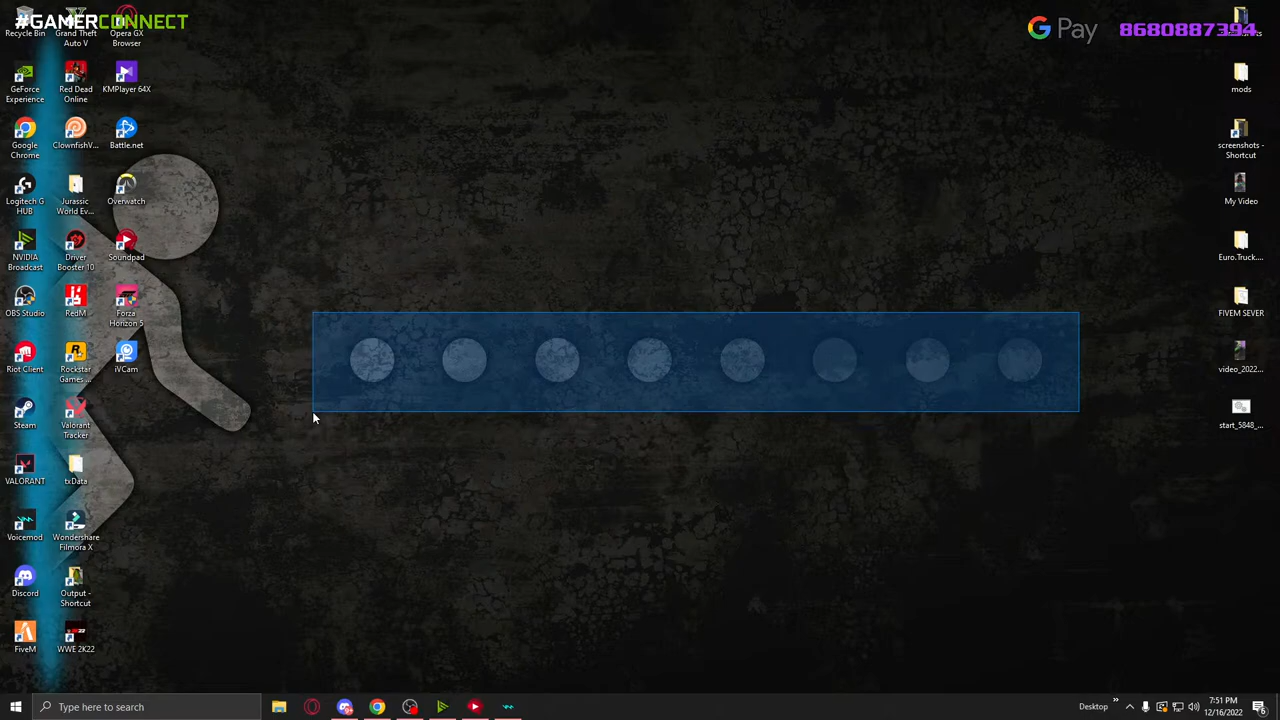 #GAMERCONNECT
G Pay 8680887394
Recycle Bin
Grand Theft
Auto V
Opera GX
Browser
GeForce
Experience
Red Dead
Online
KMPlayer 64X
Google
Chrome
ClownfishV...
Battle.net
Logitech G
HUB
Jurassic
World Ev...
Overwatch
NVIDIA
Broadcast
Driver
Booster 10
Soundpad
OBS Studio
RedM
Forza
Horizon 5
Riot Client
Rockstar
Games ...
iVCam
Steam
Valorant
Tracker
VALORANT
txData
Voicemod
Wondershare
Filmora X
Discord
Output -
Shortcut
FiveM
WWE 2K22
mods
screenshots -
Shortcut
My Video
Euro.Truck....
FIVEM SEVER
video_2022...
start_5848_...
Type here to search
Desktop
7:51 PM
12/16/2022
6